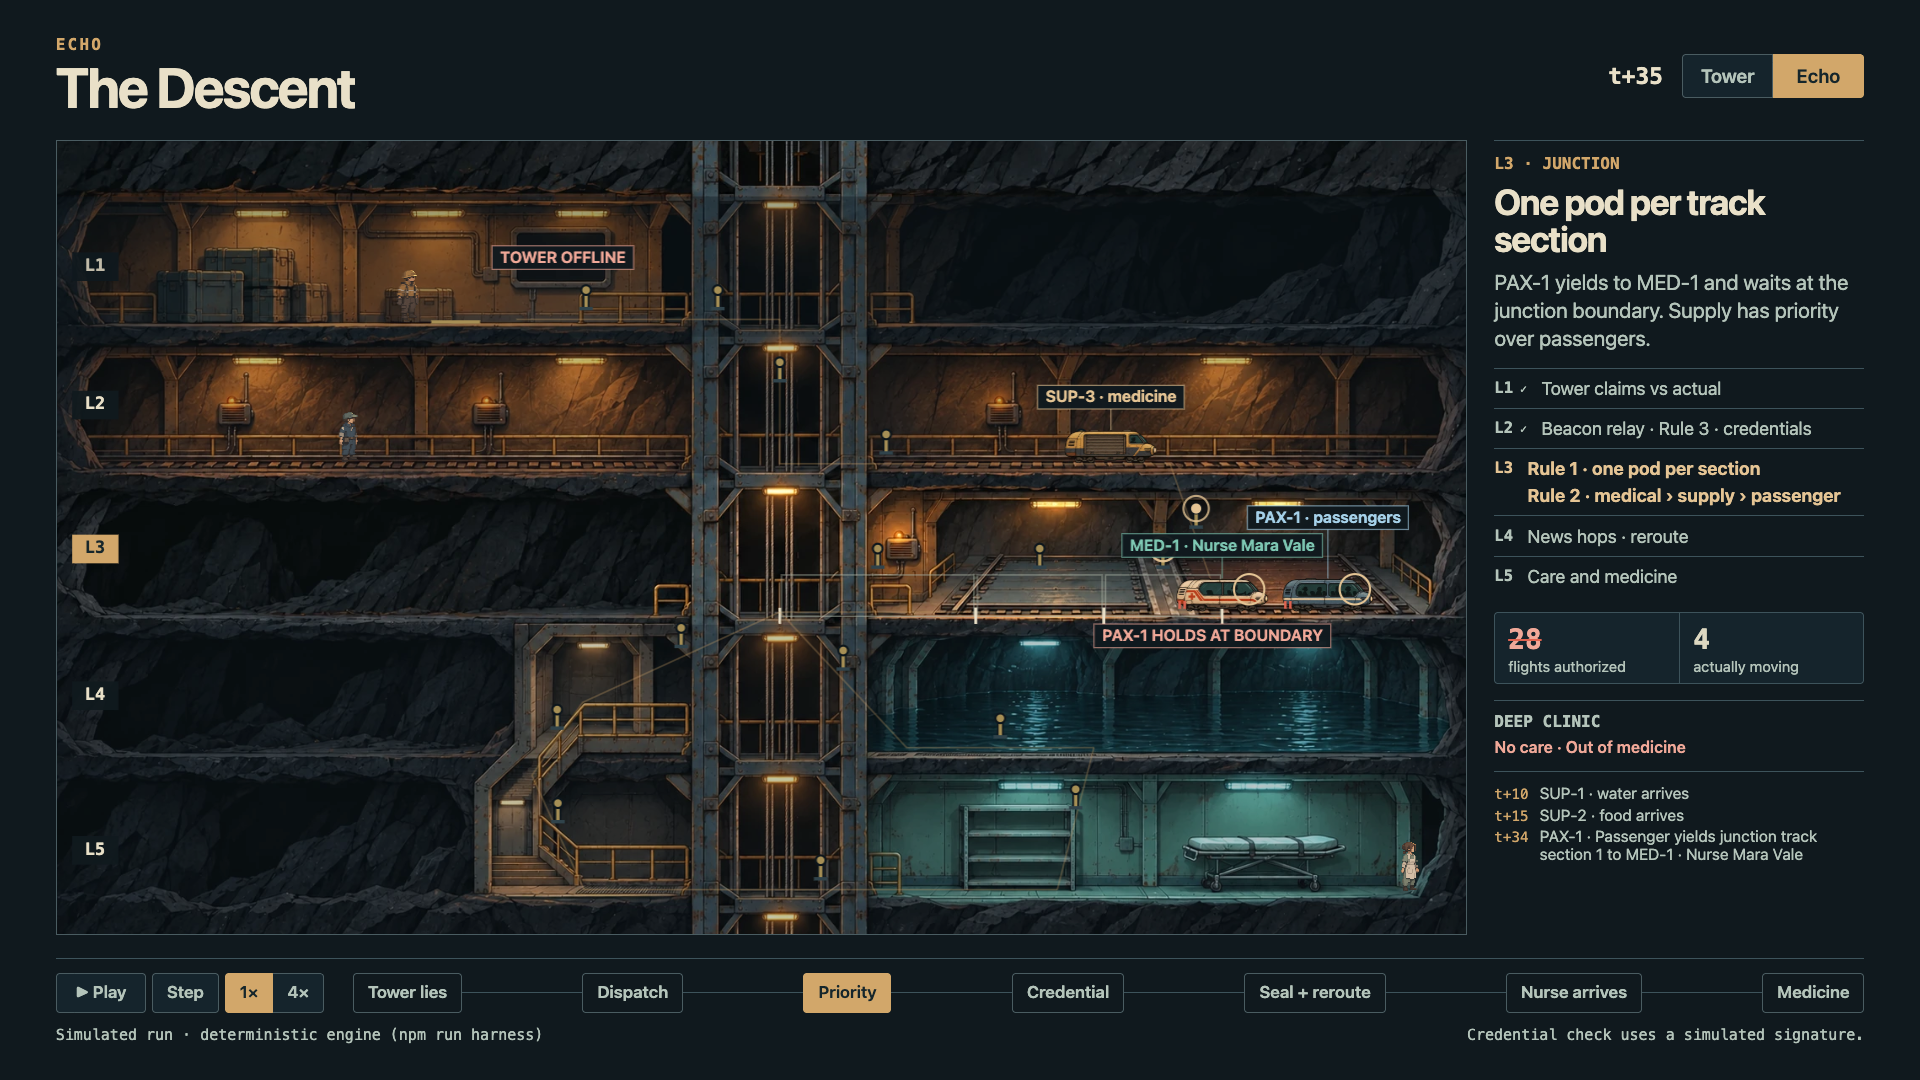 ECHO
The Descent
t+35
Tower
Echo
L1
TOWER OFFLINE
L2
SUP-3 · medicine
L3
PAX-1 · passengers
MED-1 · Nurse Mara Vale
PAX-1 HOLDS AT BOUNDARY
L4
L5
L3 · JUNCTION
One pod per track
section
PAX-1 yields to MED-1 and waits at the
junction boundary. Supply has priority
over passengers.
L1 ✓ Tower claims vs actual
L2 ✓ Beacon relay · Rule 3 · credentials
L3 Rule 1 · one pod per section
Rule 2 · medical › supply › passenger
L4 News hops · reroute
L5 Care and medicine
28
flights authorized
4
actually moving
DEEP CLINIC
No care · Out of medicine
t+10 SUP-1 · water arrives
t+15 SUP-2 · food arrives
t+34 PAX-1 · Passenger yields junction track
section 1 to MED-1 · Nurse Mara Vale
▶ Play
Step
1×
4×
Tower lies
Dispatch
Priority
Credential
Seal + reroute
Nurse arrives
Medicine
Simulated run · deterministic engine (npm run harness)
Credential check uses a simulated signature.